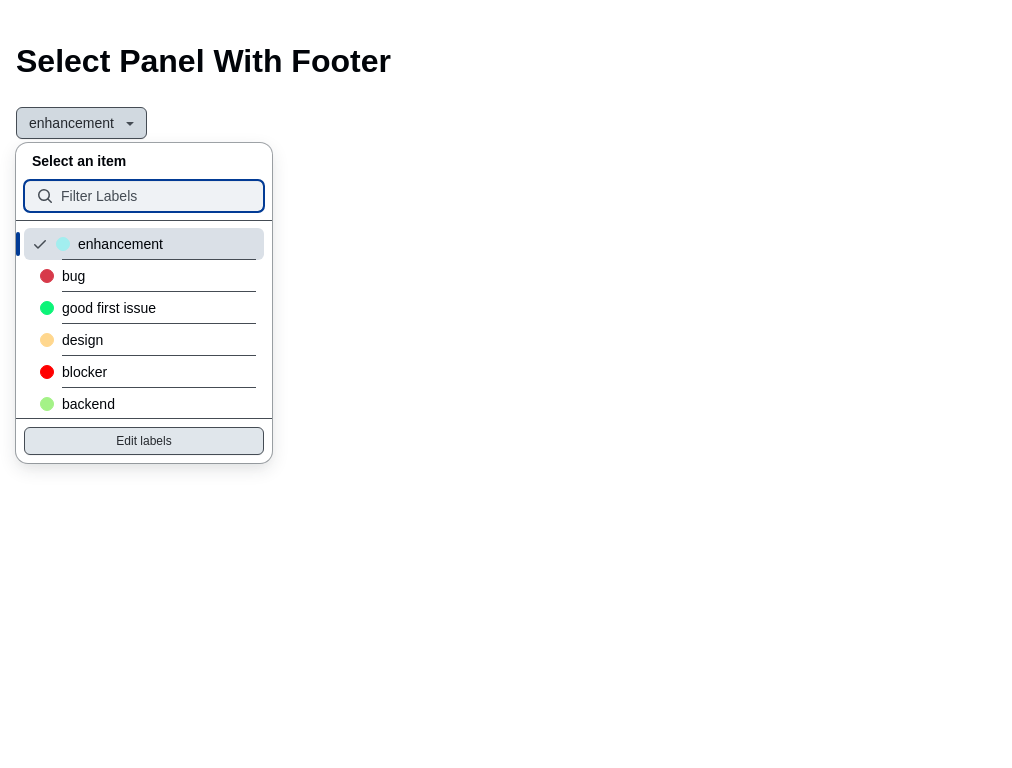 Select Panel With Footer
enhancement
Select an item
Filter Labels
enhancement
bug
good first issue
design
blocker
backend
Edit labels